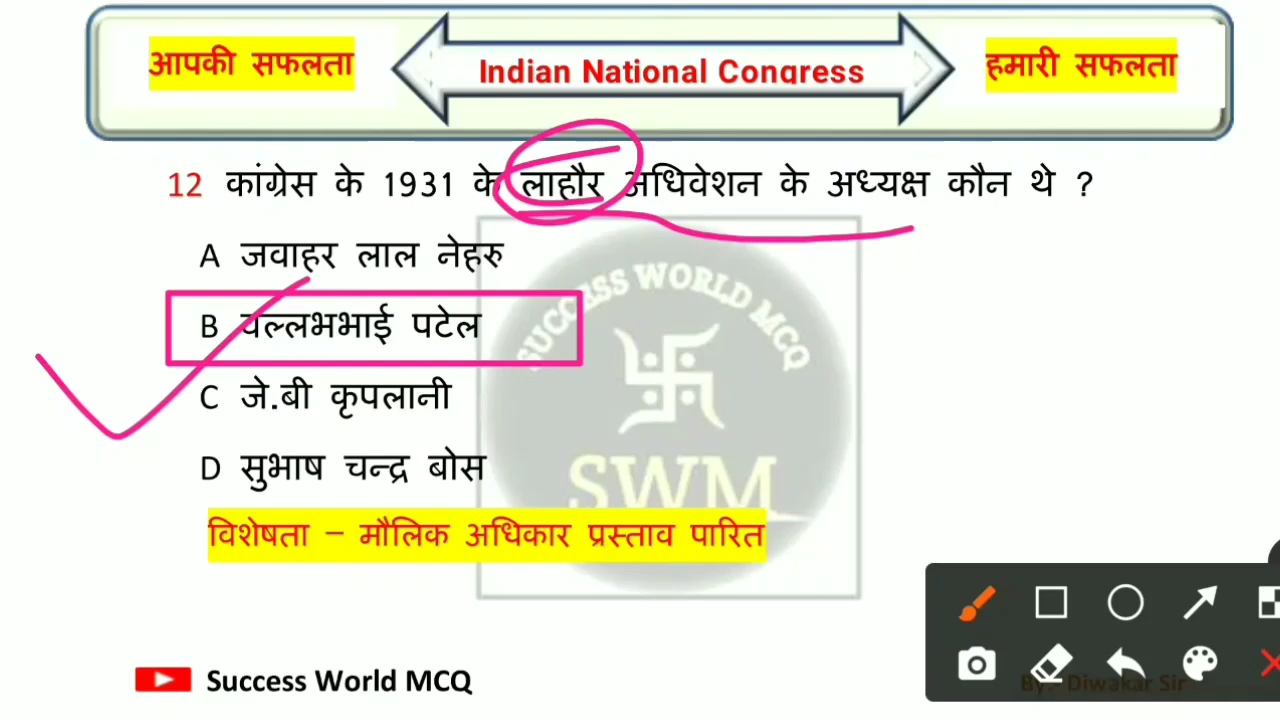 आपकी सफलता
Indian National Congress
हमारी सफलता
12 कांग्रेस के 1931 के लाहौर अधिवेशन के अध्यक्ष कौन थे ?
A जवाहर लाल नेहरु
B वल्लभभाई पटेल
C जे.बी कृपलानी
D सुभाष चन्द्र बोस
विशेषता – मौलिक अधिकार प्रस्ताव पारित
SUCCESS WORLD MCQ
SWM
Success World MCQ
By:- Diwakar Sir